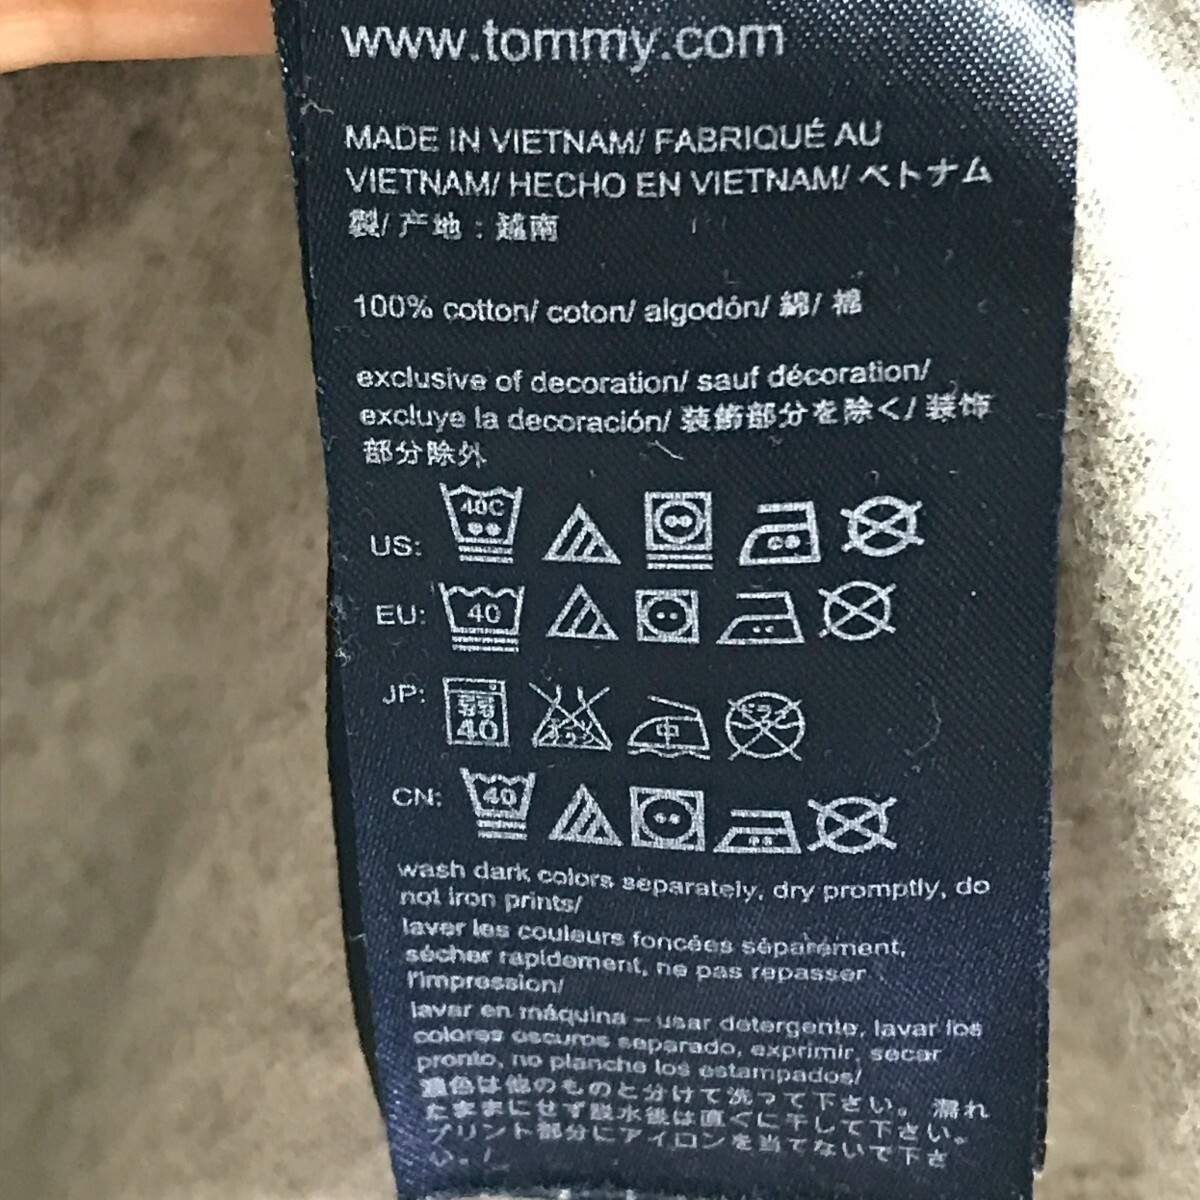 www.tommy.com
MADE IN VIETNAM/ FABRIQUÉ AU
VIETNAM/ HECHO EN VIETNAM/ ベトナム
製/ 产地：越南
100% cotton/ coton/ algodón/ 綿/ 棉
exclusive of decoration/ sauf décoration/
excluye la decoración/ 装飾部分を除く/ 装饰
部分除外
US: 40C
EU: 40
JP: 弱 40 エンソ 中 ドライ
CN: 40
wash dark colors separately, dry promptly, do
not iron prints/
laver les couleurs foncées séparément,
sécher rapidement, ne pas repasser
l'impression/
lavar en máquina – usar detergente, lavar los
colores oscuros separado, exprimir, secar
pronto, no planche los estampados/
濃色は他のものと分けて洗って下さい。濡れ
たままにせず脱水後は直ぐに干して下さい。
プリント部分にアイロンを当てないで下さ
い。/